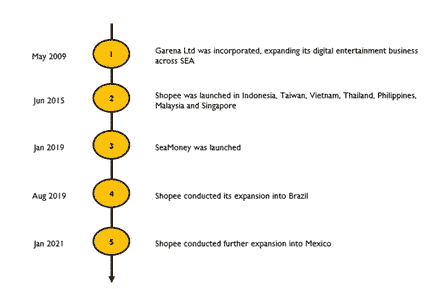 May 2009
1
Garena Ltd was incorporated, expanding its digital entertainment business
across SEA
Jun 2015
2
Shopee was launched in Indonesia, Taiwan, Vietnam, Thailand, Philippines,
Malaysia and Singapore
Jan 2019
3
SeaMoney was launched
Aug 2019
4
Shopee conducted its expansion into Brazil
Jan 2021
5
Shopee conducted further expansion into Mexico